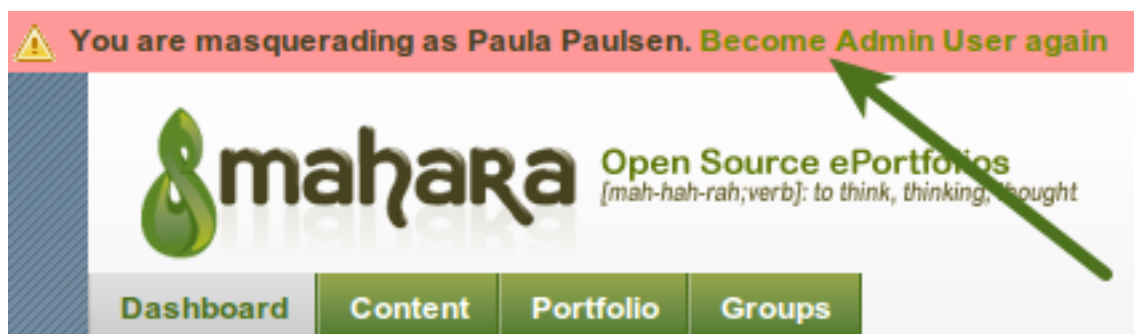 You are masquerading as Paula Paulsen. Become Admin User again
mahara
Open Source ePortfolios
[mah-hah-rah;verb]: to think, thinking, thought
Dashboard Content Portfolio Groups